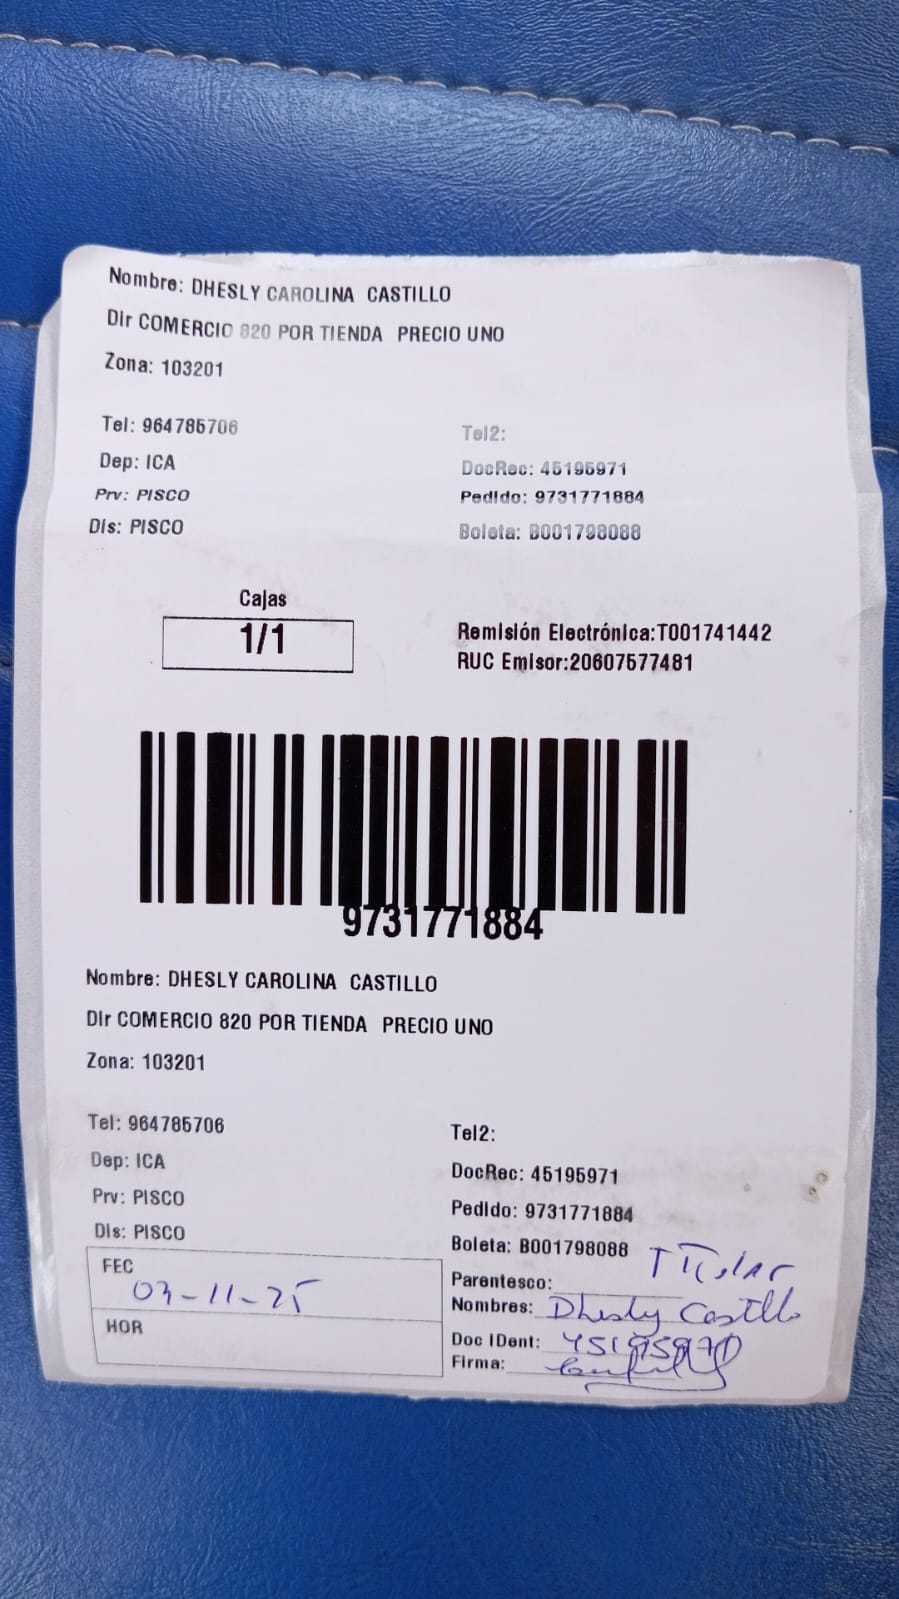 Nombre: DHESLY CAROLINA CASTILLO
Dir COMERCIO 820 POR TIENDA PRECIO UNO
Zona: 103201
Tel: 964785706 Tel2:
Dep: ICA DocRec: 45195971
Prv: PISCO Pedido: 9731771884
Dis: PISCO Boleta: B001798088
Cajas
1/1
Remisión Electrónica:T001741442
RUC Emisor:20607577481
9731771884
Nombre: DHESLY CAROLINA CASTILLO
Dir COMERCIO 820 POR TIENDA PRECIO UNO
Zona: 103201
Tel: 964785706 Tel2:
Dep: ICA DocRec: 45195971
Prv: PISCO Pedido: 9731771884
Dis: PISCO Boleta: B001798088
FEC 03-11-25
HOR
Parentesco: Titular
Nombres: Dhesly Castillo
Doc IDent:
Firma: